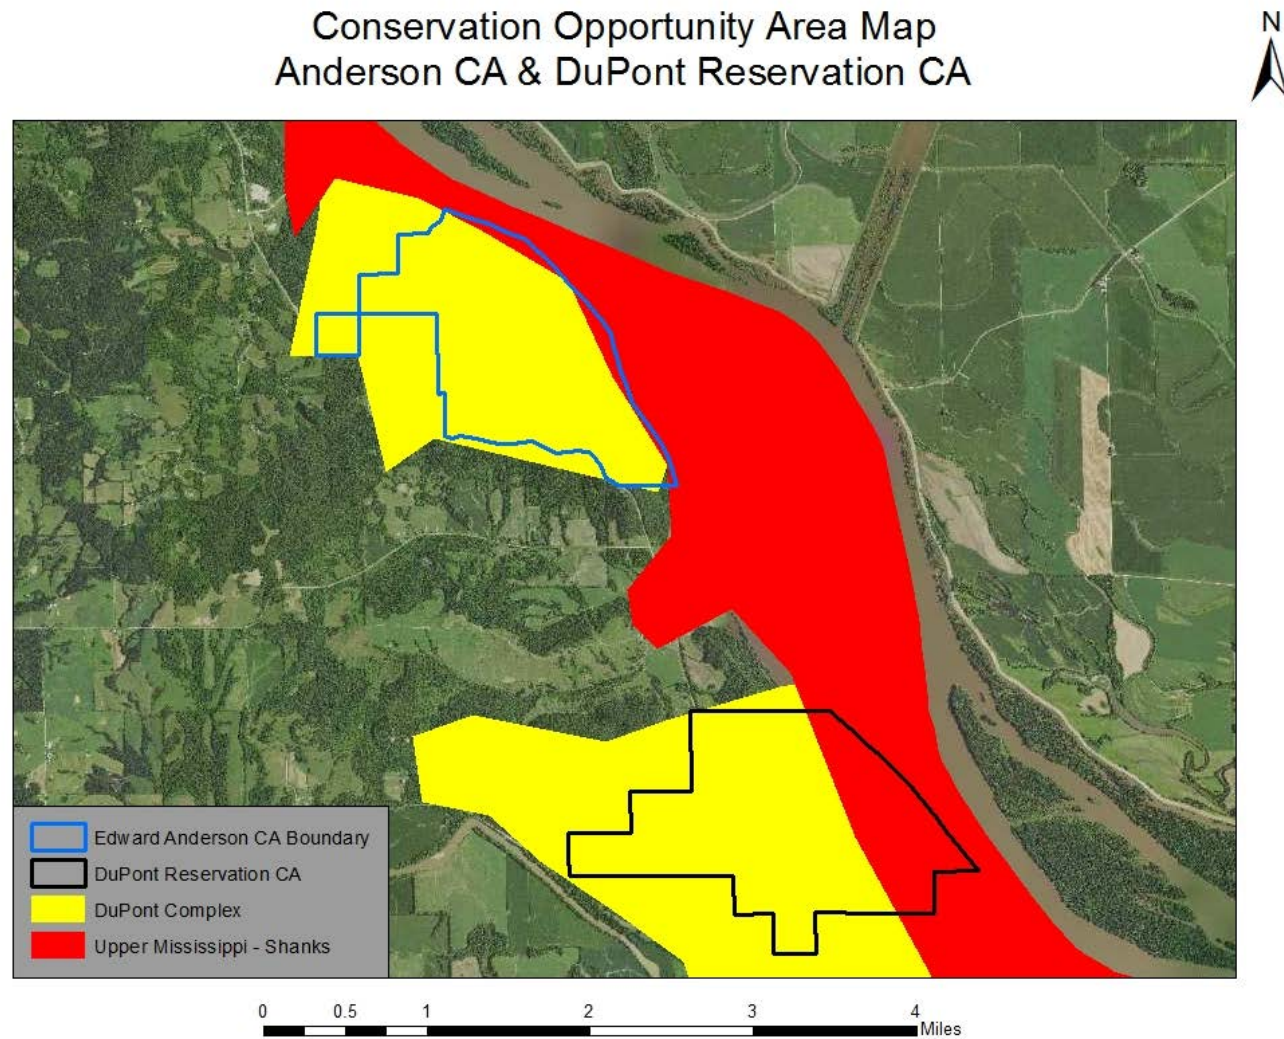 Conservation Opportunity Area Map
Anderson CA & DuPont Reservation CA
N
Edward Anderson CA Boundary
DuPont Reservation CA
DuPont Complex
Upper Mississippi - Shanks
0 0.5 1 2 3 4
Miles